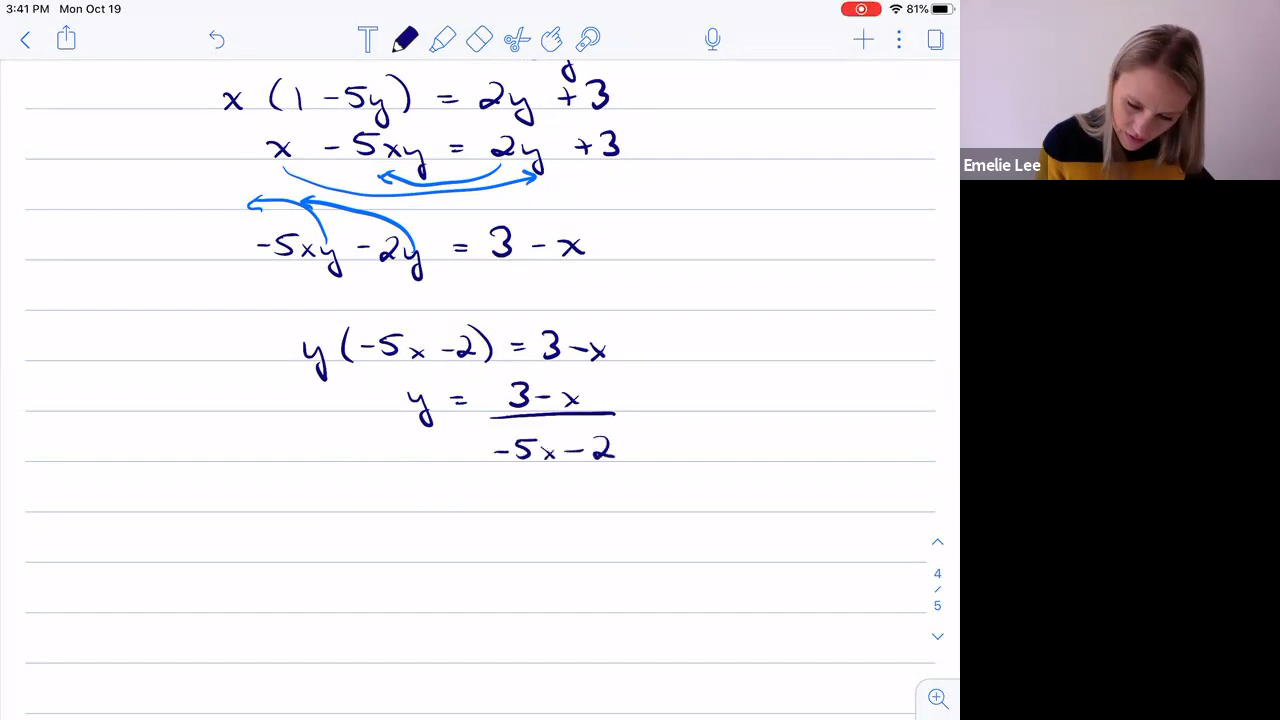 3:41 PM Mon Oct 19
81%
T
x (1 - 5y) = 2y + 3
x - 5xy = 2y + 3
-5xy - 2y = 3 - x
y (-5x - 2) = 3 - x
y = 3 - x
-5x - 2
Emelie Lee
4
/
5